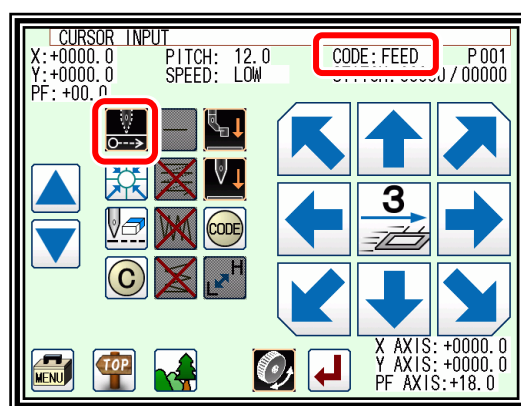 CURSOR INPUT
X:+0000.0 PITCH: 12.0 CODE:FEED P001
Y:+0000.0 SPEED: LOW / 00000
PF:+00.0
3
CODE
C
L H
MENU
TOP
X AXIS:+0000.0
Y AXIS:+0000.0
PF AXIS:+18.0